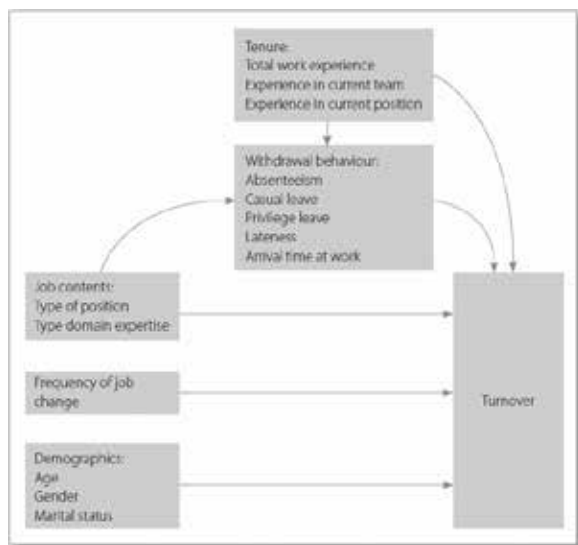 Tenure:
Total work experience
Experience in current team
Experience in current position
Withdrawal behaviour:
Absenteeism
Casual leave
Privilege leave
Lateness
Arrival time at work
Job contents:
Type of position
Type domain expertise
Frequency of job
change
Demographics:
Age
Gender
Marital status
Turnover